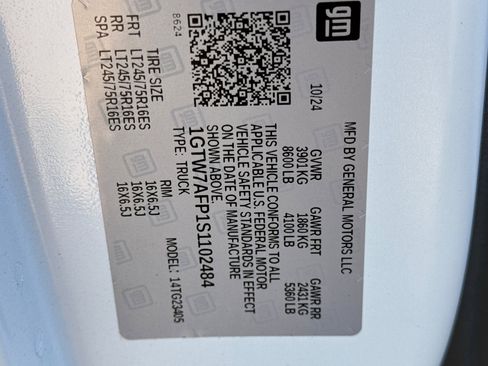 gm
MFD BY GENERAL MOTORS LLC
10/24 GVWR GAWR FRT GAWR RR
3901 KG 1860 KG 2431 KG
8600 LB 4100 LB 5360 LB
THIS VEHICLE CONFORMS TO ALL
APPLICABLE U.S. FEDERAL MOTOR
VEHICLE SAFETY STANDARDS IN EFFECT
ON THE DATE OF MANUFACTURE
SHOWN ABOVE.
1GTW7AFP1S1102484
TYPE: TRUCK MODEL: 14TG23405
8624
TIRE SIZE RIM
FRT LT245/75R16ES 16X6.5J
RR LT245/75R16ES 16X6.5J
SPA LT245/75R16ES 16X6.5J